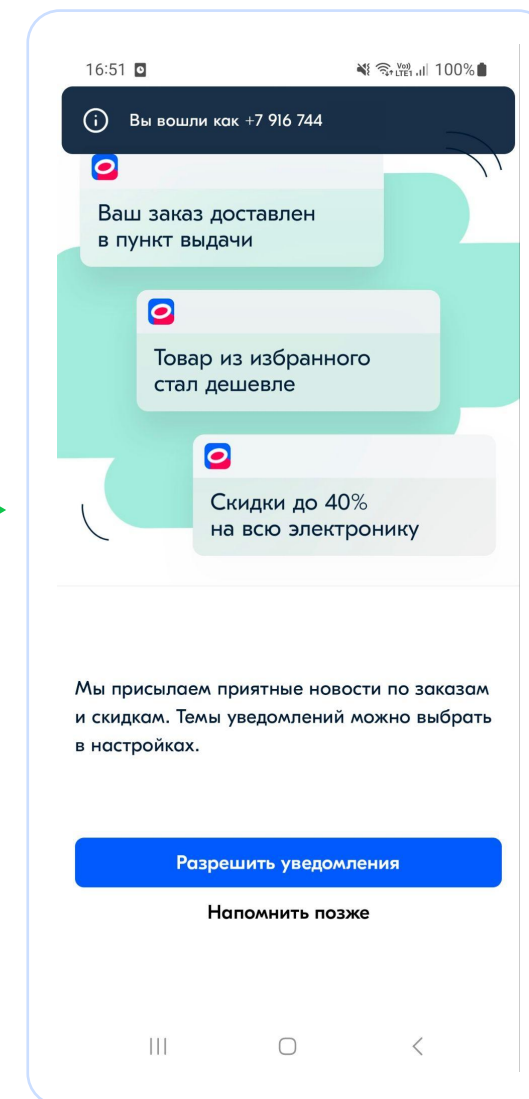 16:51
Vo)) LTE1 100%
Вы вошли как +7 916 744
Ваш заказ доставлен
в пункт выдачи
Товар из избранного
стал дешевле
Скидки до 40%
на всю электронику
Мы присылаем приятные новости по заказам
и скидкам. Темы уведомлений можно выбрать
в настройках.
Разрешить уведомления
Напомнить позже